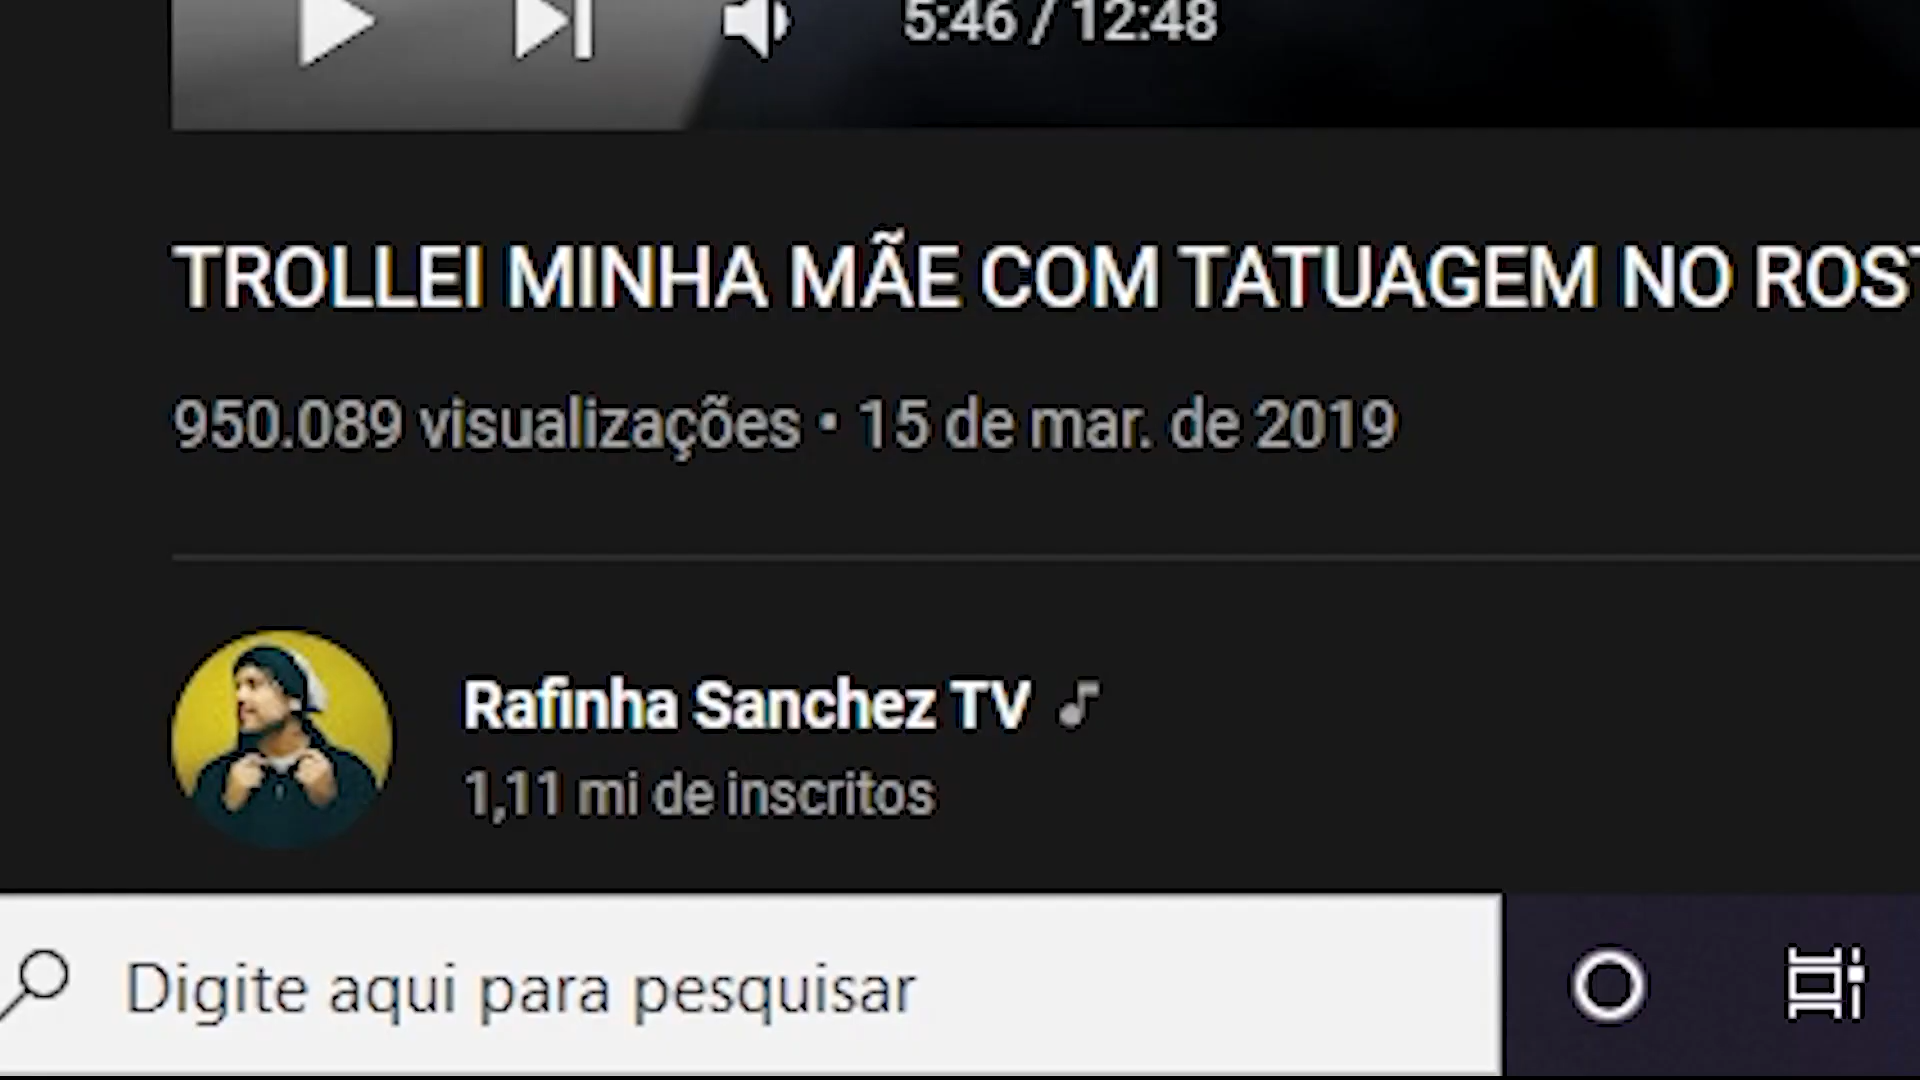 5:46 / 12:48
TROLLEI MINHA MÃE COM TATUAGEM NO ROST
950.089 visualizações • 15 de mar. de 2019
Rafinha Sanchez TV
1,11 mi de inscritos
Digite aqui para pesquisar